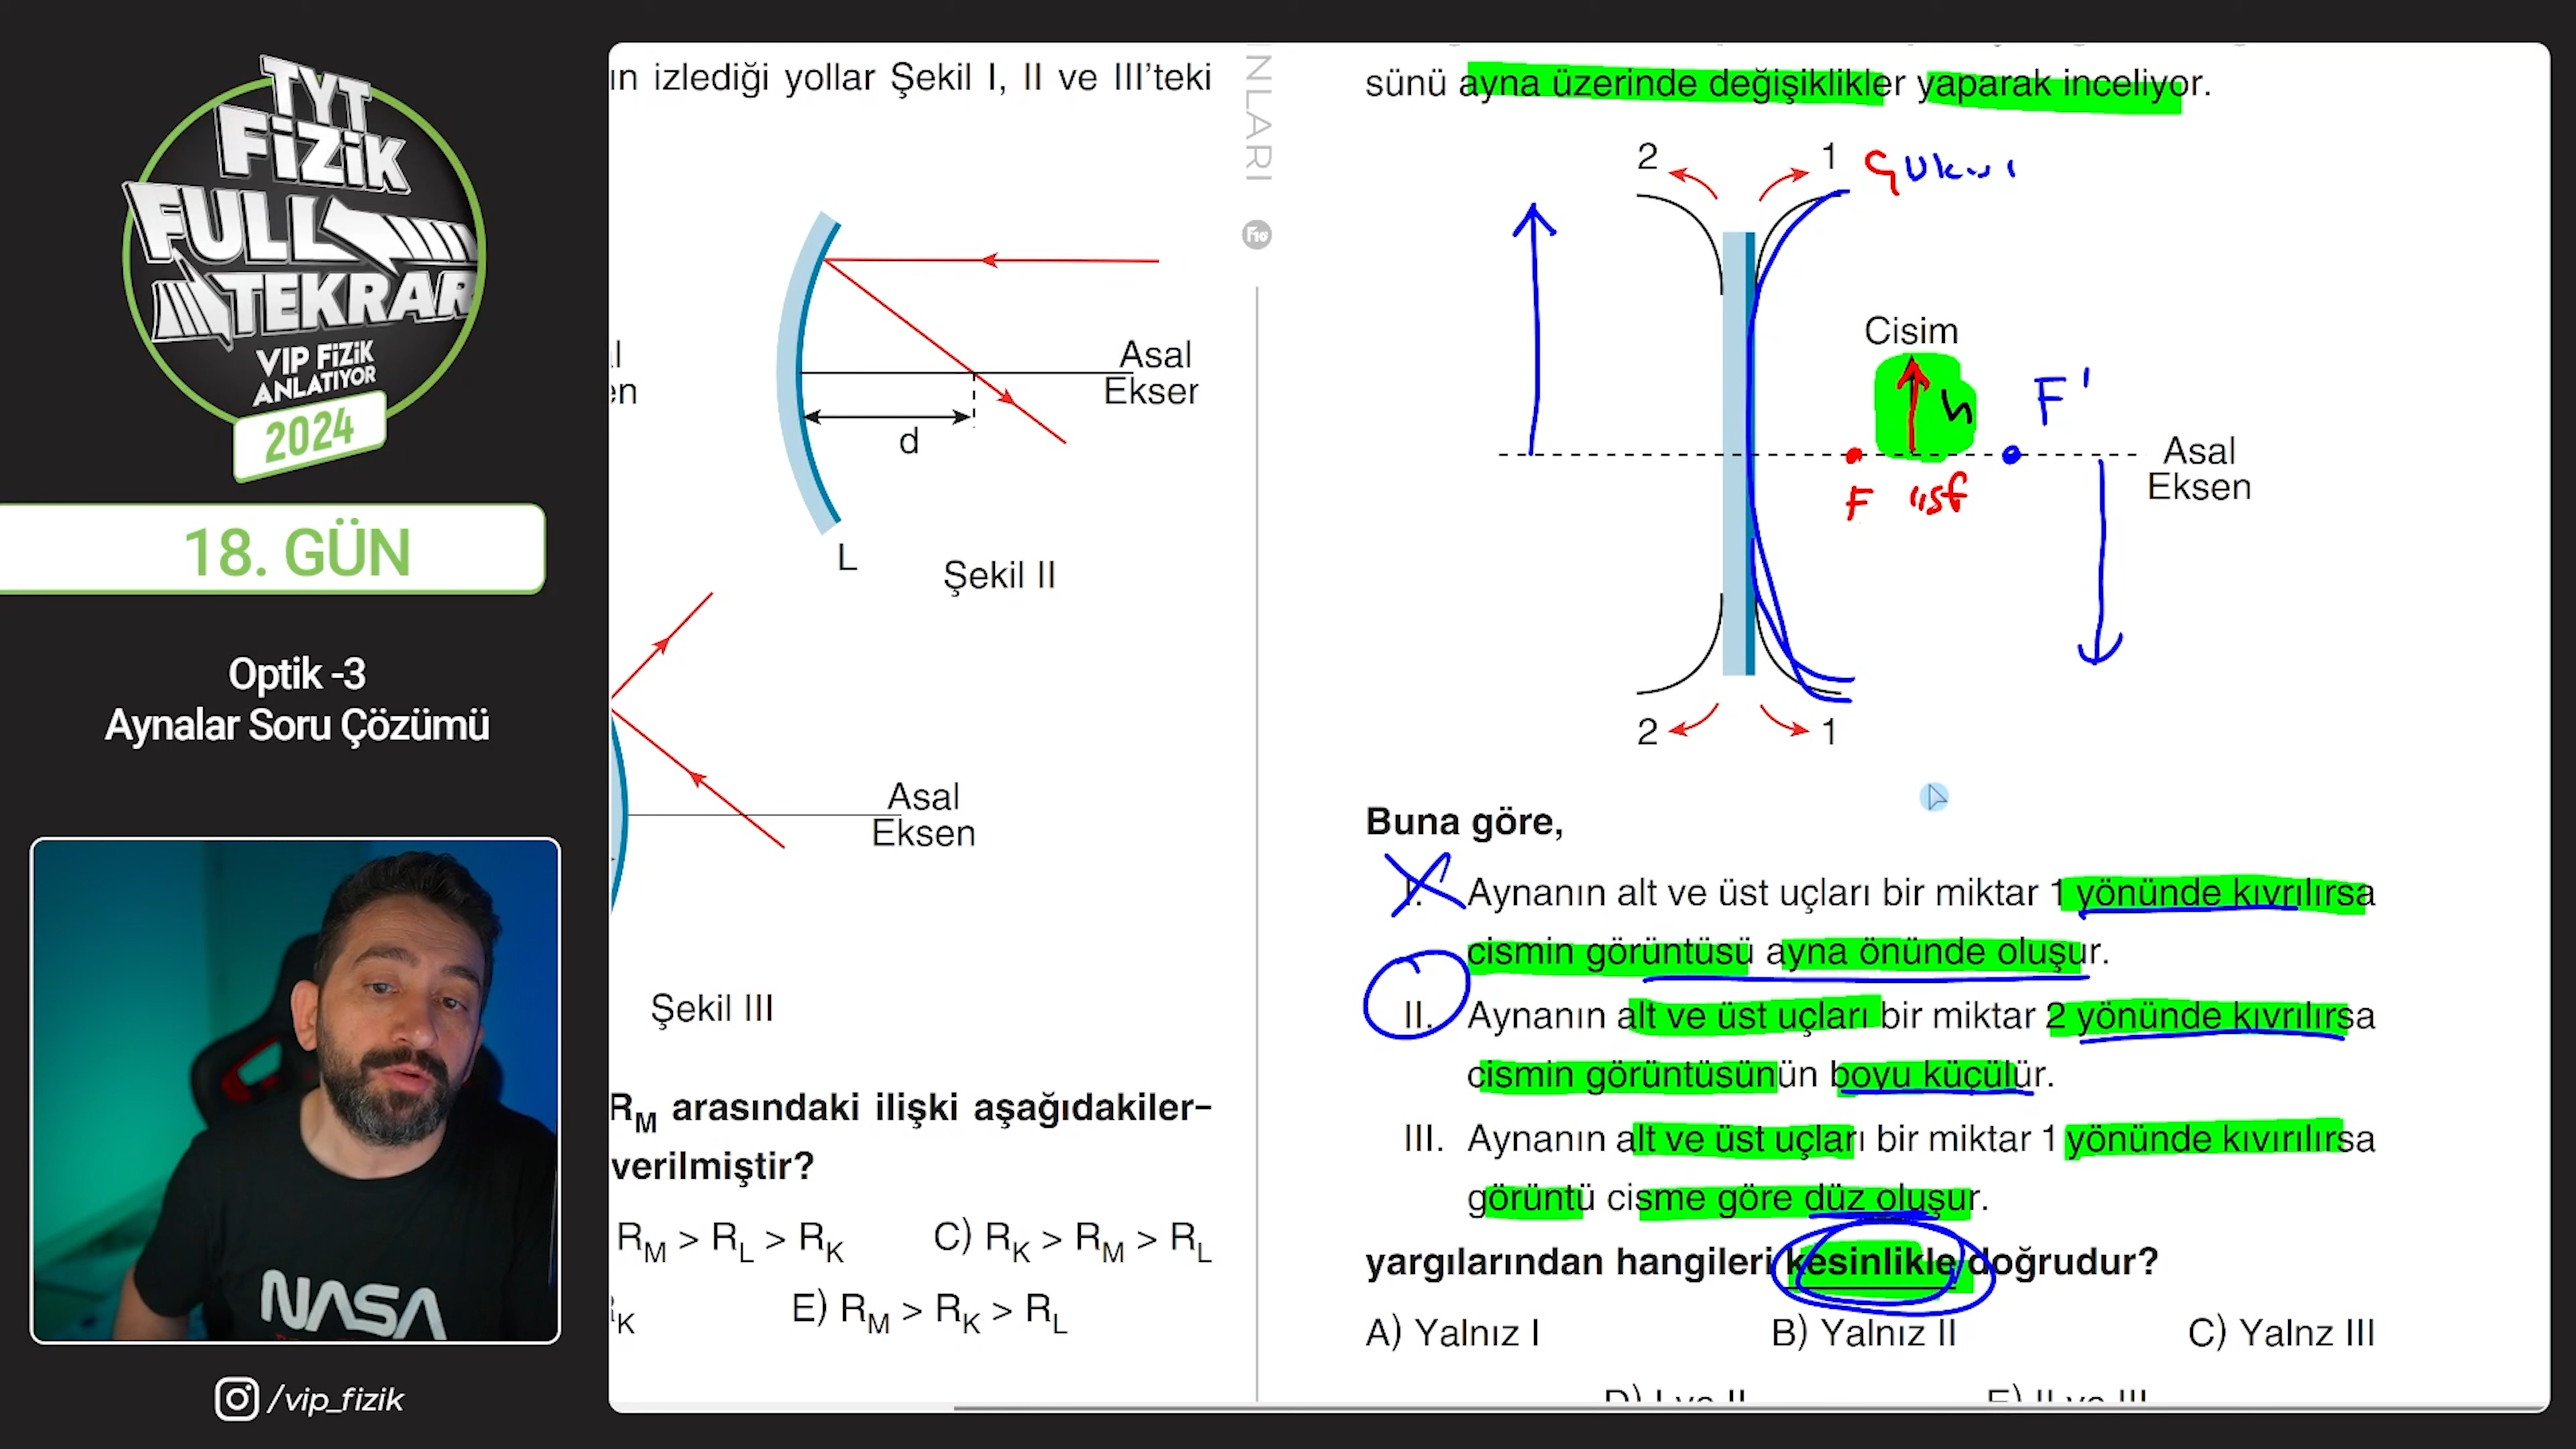 TYT
FİZİK
FULL
TEKRAR
VIP FİZİK
ANLATIYOR
2024
18. GÜN
Optik -3
Aynalar Soru Çözümü
/vip_fizik
NASA
ın izlediği yollar Şekil I, II ve III'teki
Asal
Ekser
d
L
Şekil II
Asal
Eksen
Şekil III
R_M arasındaki ilişki aşağıdakiler-
verilmiştir?
R_M > R_L > R_K C) R_K > R_M > R_L
E) R_M > R_K > R_L
NLARI
sünü ayna üzerinde değişiklikler yaparak inceliyor.
2 1
Cisim
h
F'
F
Asal
Eksen
2 1
Buna göre,
I. Aynanın alt ve üst uçları bir miktar 1 yönünde kıvrılırsa
cismin görüntüsü ayna önünde oluşur.
II. Aynanın alt ve üst uçları bir miktar 2 yönünde kıvrılırsa
cismin görüntüsünün boyu küçülür.
III. Aynanın alt ve üst uçları bir miktar 1 yönünde kıvırılırsa
görüntü cisme göre düz oluşur.
yargılarından hangileri kesinlikle doğrudur?
A) Yalnız I B) Yalnız II C) Yalnz III